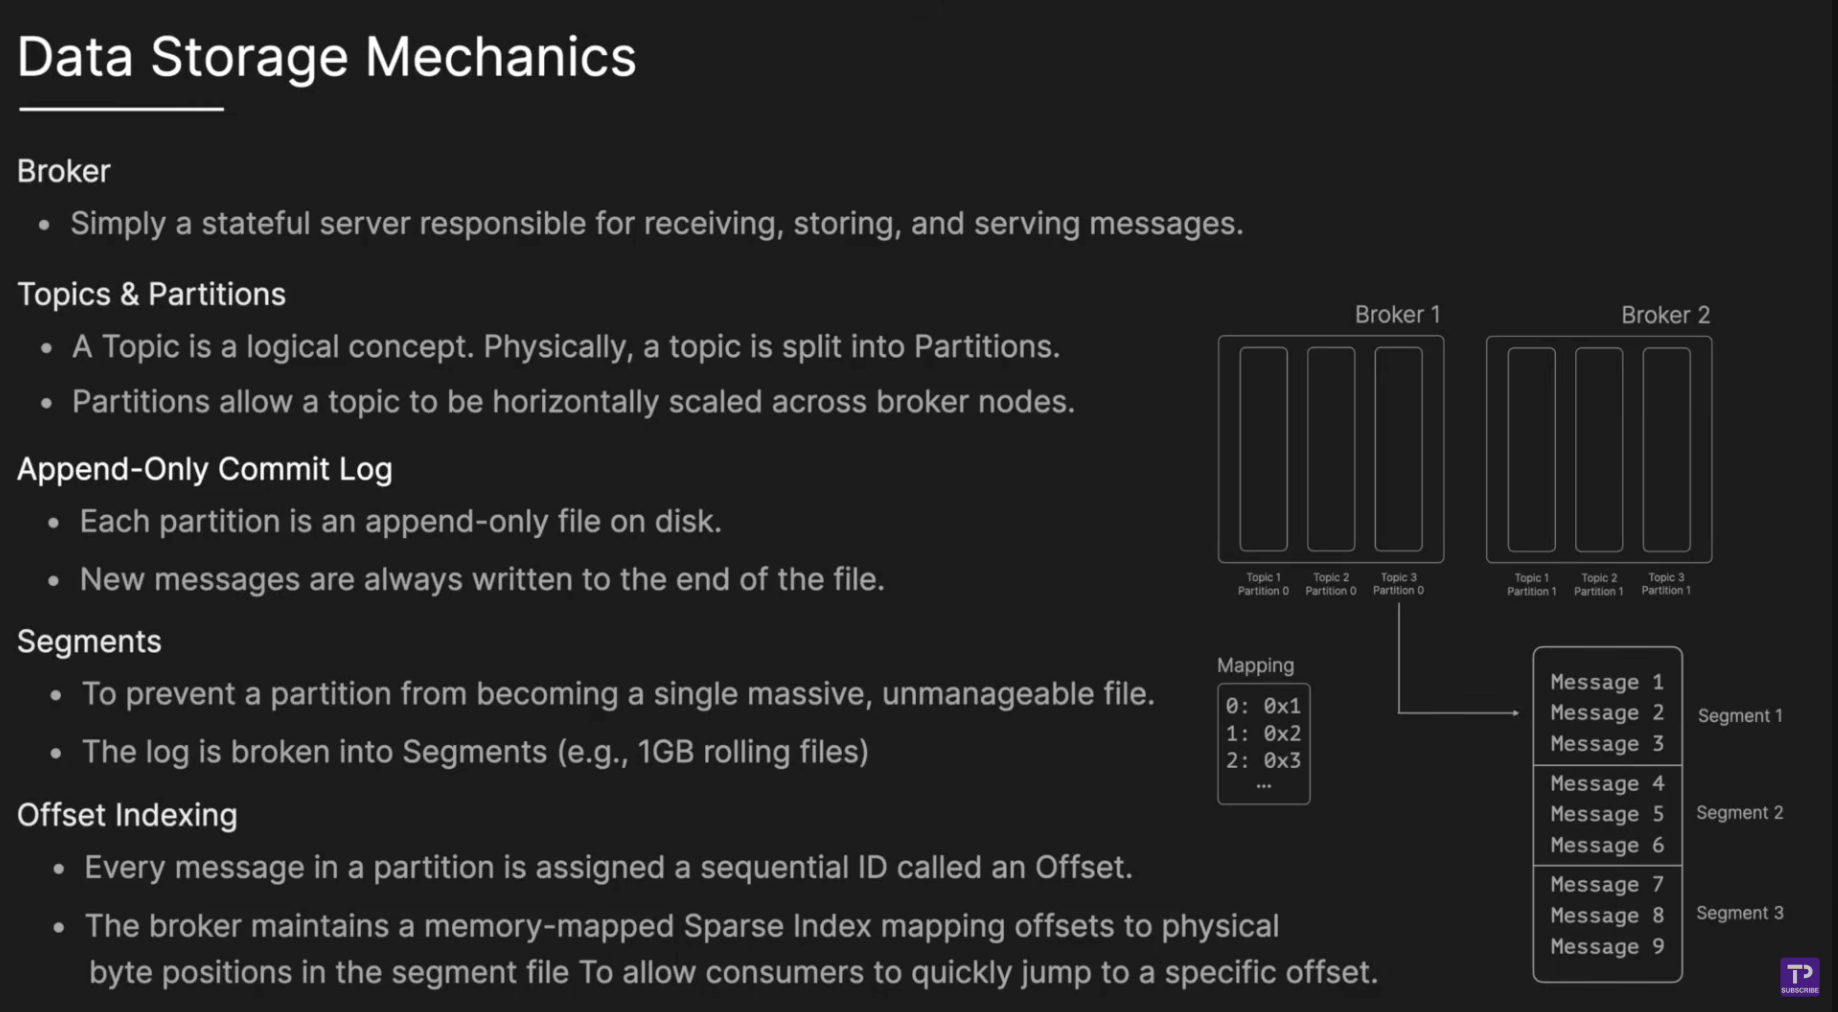 Data Storage Mechanics
Broker
• Simply a stateful server responsible for receiving, storing, and serving messages.
Topics & Partitions
• A Topic is a logical concept. Physically, a topic is split into Partitions.
• Partitions allow a topic to be horizontally scaled across broker nodes.
Append-Only Commit Log
• Each partition is an append-only file on disk.
• New messages are always written to the end of the file.
Segments
• To prevent a partition from becoming a single massive, unmanageable file.
• The log is broken into Segments (e.g., 1GB rolling files)
Offset Indexing
• Every message in a partition is assigned a sequential ID called an Offset.
• The broker maintains a memory-mapped Sparse Index mapping offsets to physical
byte positions in the segment file To allow consumers to quickly jump to a specific offset.
Broker 1
Topic 1
Partition 0
Topic 2
Partition 0
Topic 3
Partition 0
Broker 2
Topic 1
Partition 1
Topic 2
Partition 1
Topic 3
Partition 1
Mapping
0: 0x1
1: 0x2
2: 0x3
...
Message 1
Message 2
Message 3
Segment 1
Message 4
Message 5
Message 6
Segment 2
Message 7
Message 8
Message 9
Segment 3
TP
SUBSCRIBE